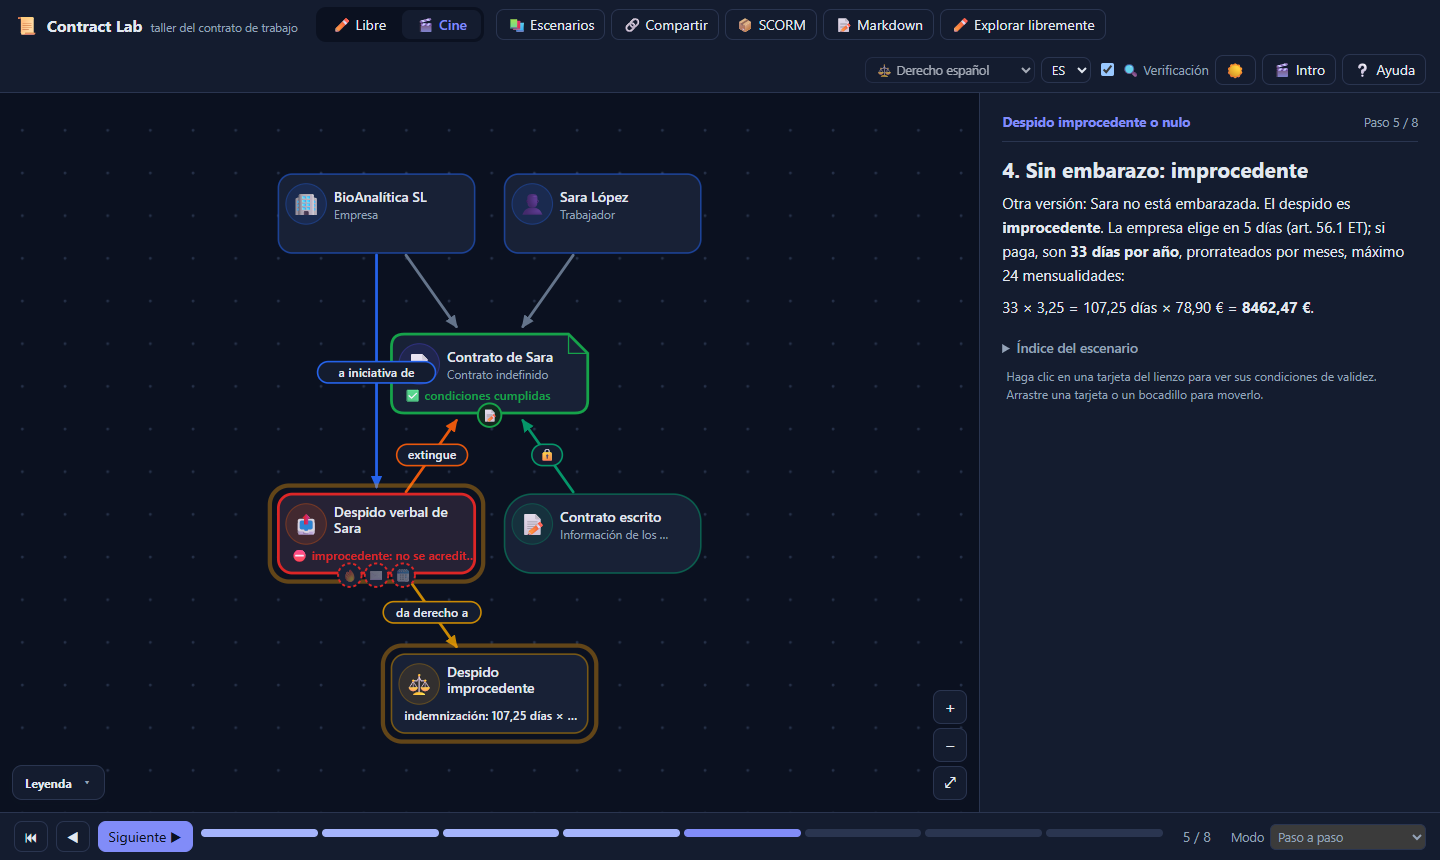 Contract Lab taller del contrato de trabajo
Libre
Cine
Escenarios
Compartir
SCORM
Markdown
Explorar libremente
Derecho español
ES
Verificación
Intro
? Ayuda
BioAnalítica SL
Empresa
Sara López
Trabajador
a iniciativa de
Contrato de Sara
Contrato indefinido
condiciones cumplidas
extingue
Despido verbal de
Sara
improcedente: no se acredit...
Contrato escrito
Información de los ...
da derecho a
Despido
improcedente
indemnización: 107,25 días × ...
Leyenda
+
−
Despido improcedente o nulo
Paso 5 / 8
4. Sin embarazo: improcedente
Otra versión: Sara no está embarazada. El despido es
improcedente. La empresa elige en 5 días (art. 56.1 ET); si
paga, son 33 días por año, prorrateados por meses, máximo
24 mensualidades:
33 × 3,25 = 107,25 días × 78,90 € = 8462,47 €.
Índice del escenario
Haga clic en una tarjeta del lienzo para ver sus condiciones de validez.
Arrastre una tarjeta o un bocadillo para moverlo.
Siguiente
5 / 8
Modo
Paso a paso